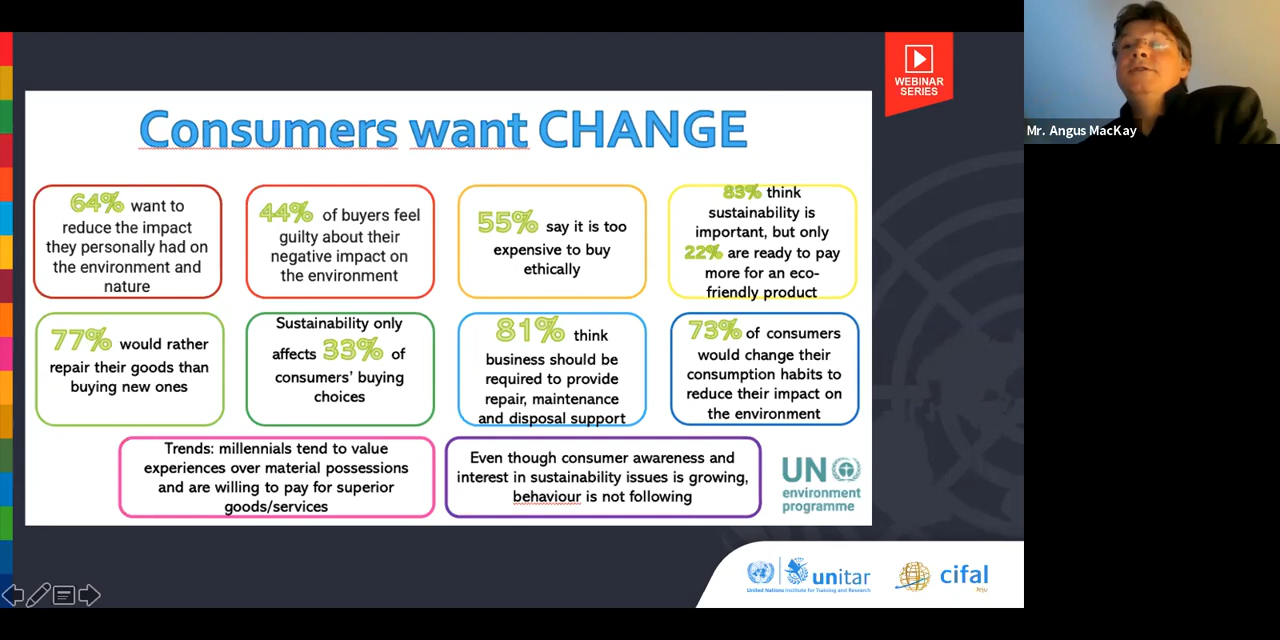 WEBINAR
SERIES
Mr. Angus MacKay
Consumers want CHANGE
64% want to
reduce the impact
they personally had on
the environment and
nature
44% of buyers feel
guilty about their
negative impact on
the environment
55% say it is too
expensive to buy
ethically
83% think
sustainability is
important, but only
22% are ready to pay
more for an eco-
friendly product
77% would rather
repair their goods than
buying new ones
Sustainability only
affects 33% of
consumers' buying
choices
81% think
business should be
required to provide
repair, maintenance
and disposal support
73% of consumers
would change their
consumption habits to
reduce their impact on
the environment
Trends: millennials tend to value
experiences over material possessions
and are willing to pay for superior
goods/services
Even though consumer awareness and
interest in sustainability issues is growing,
behaviour is not following
UN
environment
programme
unitar
United Nations Institute for Training and Research
cifal
Jeju